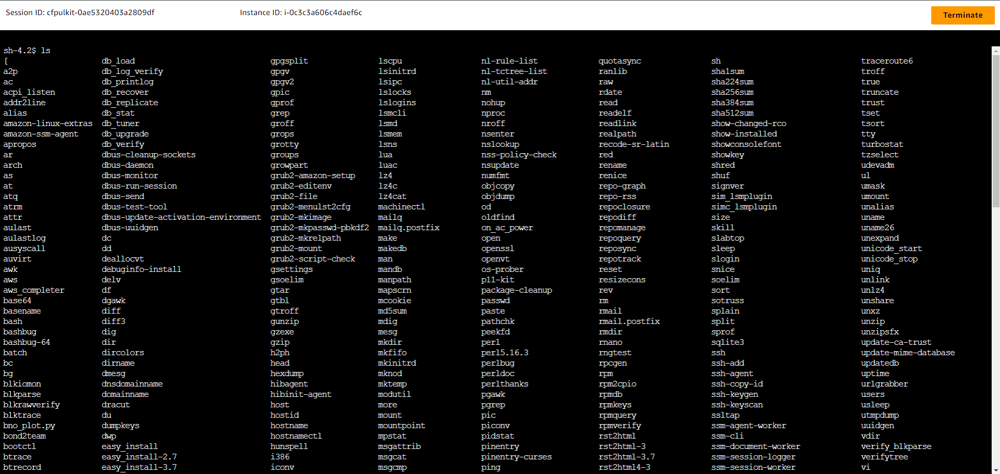 Session ID: cfpulkit-0ae5320403a2809df Instance ID: i-0c3c3a606c4daef6c Terminate
sh-4.2$ ls
[ db_load gpgsplit lscpu nl-rule-list quotasync sh traceroute6
a2p db_log_verify gpgv lsinitrd nl-tctree-list ranlib sha1sum troff
ac db_printlog gpgv2 lsipc nl-util-addr raw sha224sum true
acpi_listen db_recover gpic lslocks nm rdate sha256sum truncate
addr2line db_replicate gprof lslogins nohup read sha384sum trust
alias db_stat grep lsmcli nproc readelf sha512sum tset
amazon-linux-extras db_tuner groff lsmd nroff readlink show-changed-rco tsort
amazon-ssm-agent db_upgrade grops lsmem nsenter realpath show-installed tty
apropos db_verify grotty lsns nslookup recode-sr-latin showconsolefont turbostat
ar dbus-cleanup-sockets groups lua nss-policy-check red showkey tzselect
arch dbus-daemon growpart luac nsupdate rename shred udevadm
as dbus-monitor grub2-amazon-setup lz4 numfmt renice shuf ul
at dbus-run-session grub2-editenv lz4c objcopy repo-graph signver umask
atq dbus-send grub2-file lz4cat objdump repo-rss sim_lsmplugin umount
atrm dbus-test-tool grub2-menulst2cfg machinectl od repoclosure simc_lsmplugin unalias
attr dbus-update-activation-environment grub2-mkimage mailq oldfind repodiff size uname
aulast dbus-uuidgen grub2-mkpasswd-pbkdf2 mailq.postfix on_ac_power repomanage skill uname26
aulastlog dc grub2-mkrelpath make open repoquery slabtop unexpand
ausyscall dd grub2-mount makedb openssl reposync sleep unicode_start
auvirt deallocvt grub2-script-check man openvt repotrack slogin unicode_stop
awk debuginfo-install gsettings mandb os-prober reset snice uniq
aws delv gsoelim manpath p11-kit resizecons soelim unlink
aws_completer df gtar mapscrn package-cleanup rev sort unlz4
base64 dgawk gtbl mcookie passwd rm sotruss unshare
basename diff gtroff md5sum paste rmail splain unxz
bash diff3 gunzip mdig pathchk rmail.postfix split unzip
bashbug dig gzexe mesg peekfd rmdir sprof unzipsfx
bashbug-64 dir gzip mkdir perl rnano sqlite3 update-ca-trust
batch dircolors h2ph mkfifo perl5.16.3 rngtest ssh update-mime-database
bc dirname head mkinitrd perlbug rpcgen ssh-add updatedb
bg dmesg hexdump mknod perldoc rpm ssh-agent uptime
blkiomon dnsdomainname hibagent mktemp perlthanks rpm2cpio ssh-copy-id urlgrabber
blkparse domainname hibinit-agent modutil pgawk rpmdb ssh-keygen users
blkrawverify dracut host more pgrep rpmkeys ssh-keyscan usleep
blktrace du hostid mount pic rpmquery ssltap utmpdump
bno_plot.py dumpkeys hostname mountpoint piconv rpmverify ssm-agent-worker uuidgen
bond2team dwp hostnamectl mpstat pidstat rst2html ssm-cli vdir
bootctl easy_install hunspell msgattrib pinentry rst2html-3 ssm-document-worker verify_blkparse
btrace easy_install-2.7 i386 msgcat pinentry-curses rst2html-3.7 ssm-session-logger verifytree
btrecord easy_install-3.7 iconv msgcmp ping rst2html4-3 ssm-session-worker vi